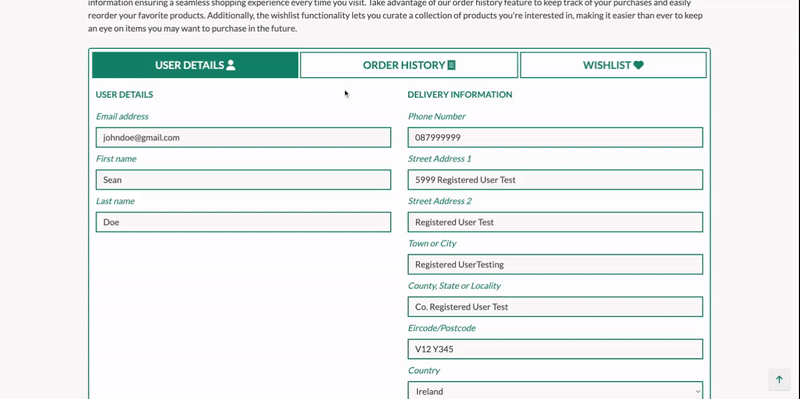 information ensuring a seamless shopping experience every time you visit. Take advantage of our order history feature to keep track of your purchases and easily
reorder your favorite products. Additionally, the wishlist functionality lets you curate a collection of products you're interested in, making it easier than ever to keep
an eye on items you may want to purchase in the future.
USER DETAILS
ORDER HISTORY
WISHLIST
USER DETAILS
Email address
johndoe@gmail.com
First name
Sean
Last name
Doe
DELIVERY INFORMATION
Phone Number
087999999
Street Address 1
5999 Registered User Test
Street Address 2
Registered User Test
Town or City
Registered UserTesting
County, State or Locality
Co. Registered User Test
Eircode/Postcode
V12 Y345
Country
Ireland